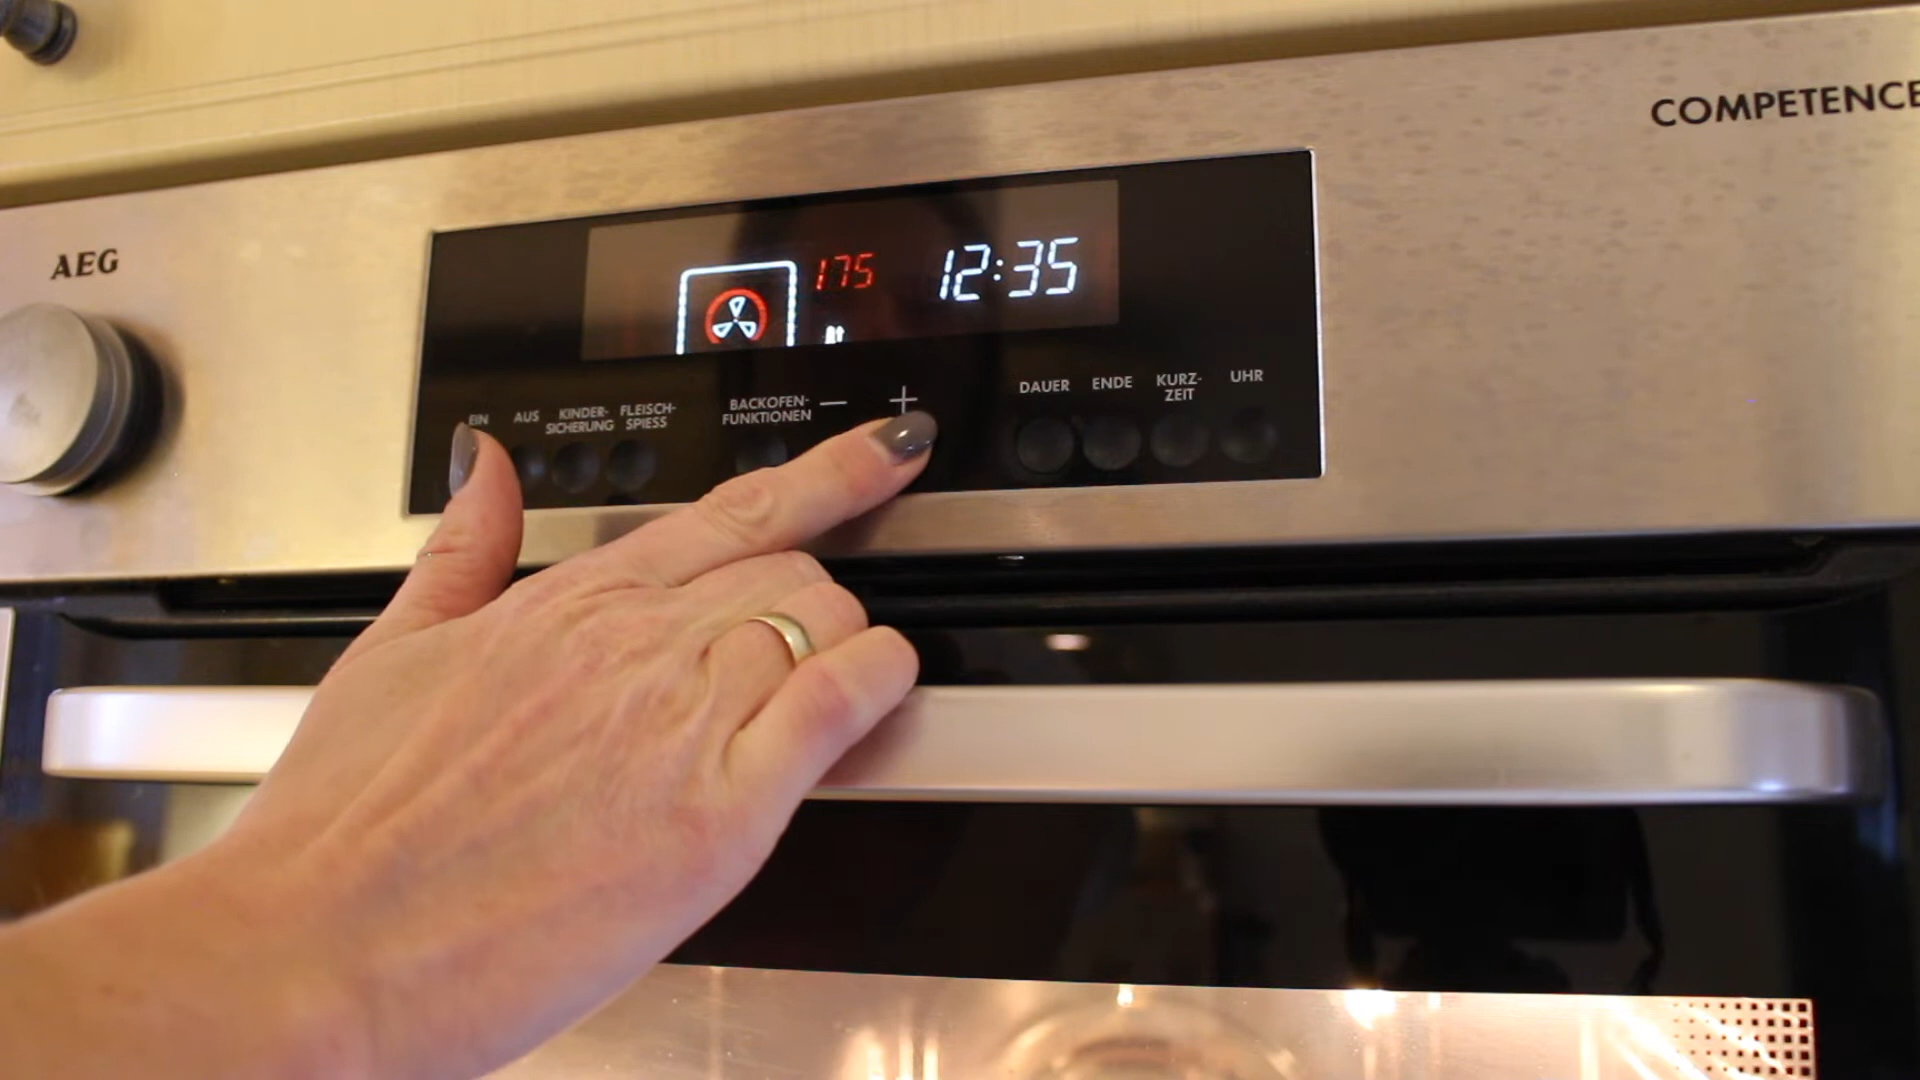 COMPETENCE
AEG
175
12:35
EIN
AUS
KINDER-
SICHERUNG
FLEISCH-
SPIESS
BACKOFEN-
FUNKTIONEN
−
+
DAUER
ENDE
KURZ-
ZEIT
UHR